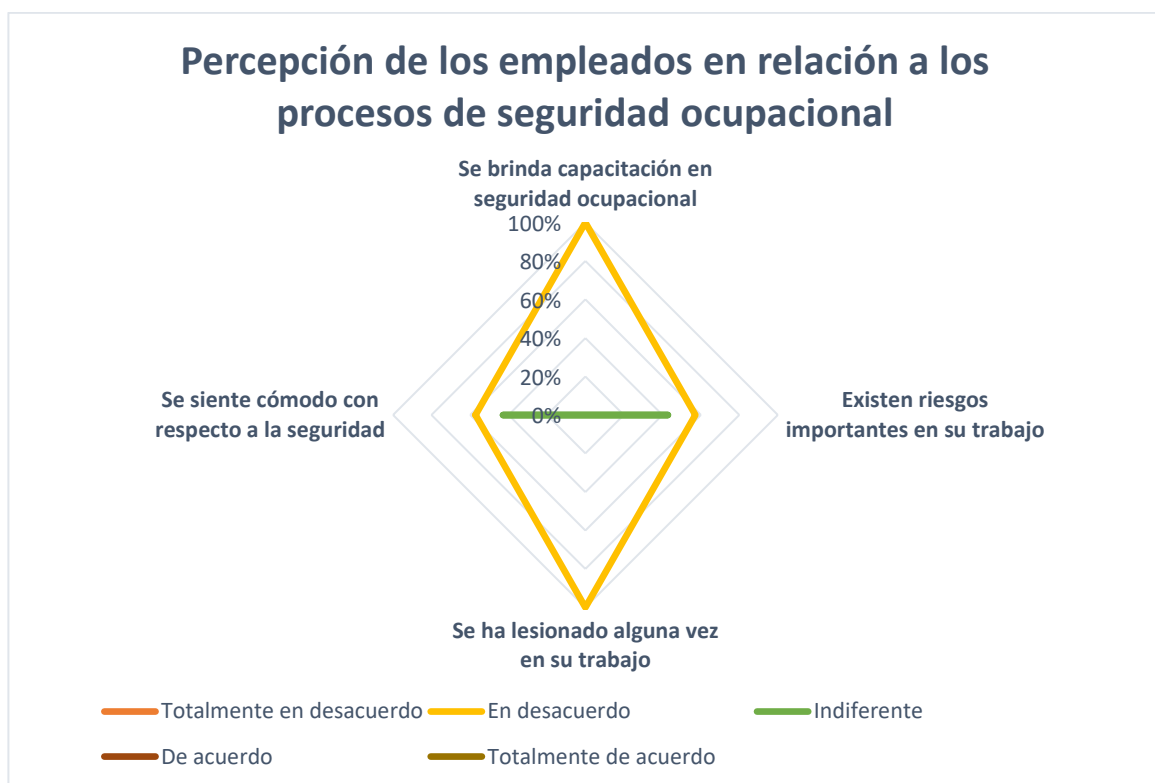 Percepción de los empleados en relación a los
procesos de seguridad ocupacional
Se brinda capacitación en
seguridad ocupacional
100%
80%
60%
40%
20%
0%
Se siente cómodo con
respecto a la seguridad
Existen riesgos
importantes en su trabajo
Se ha lesionado alguna vez
en su trabajo
Totalmente en desacuerdo
En desacuerdo
Indiferente
De acuerdo
Totalmente de acuerdo